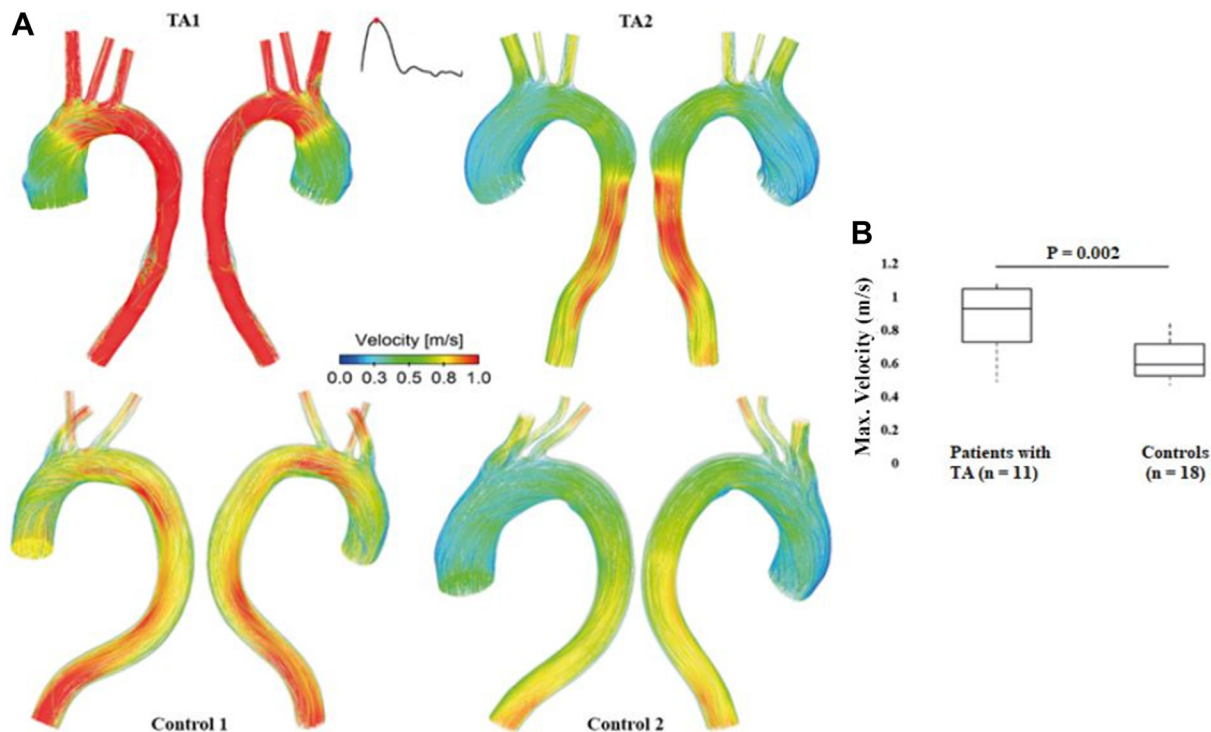 A
TA1
TA2
Velocity [m/s]
0.0 0.3 0.5 0.8 1.0
Control 1
Control 2
B
P = 0.002
Max. Velocity (m/s)
1.2
1
0.8
0.6
0.4
0.2
0
Patients with
TA (n = 11)
Controls
(n = 18)